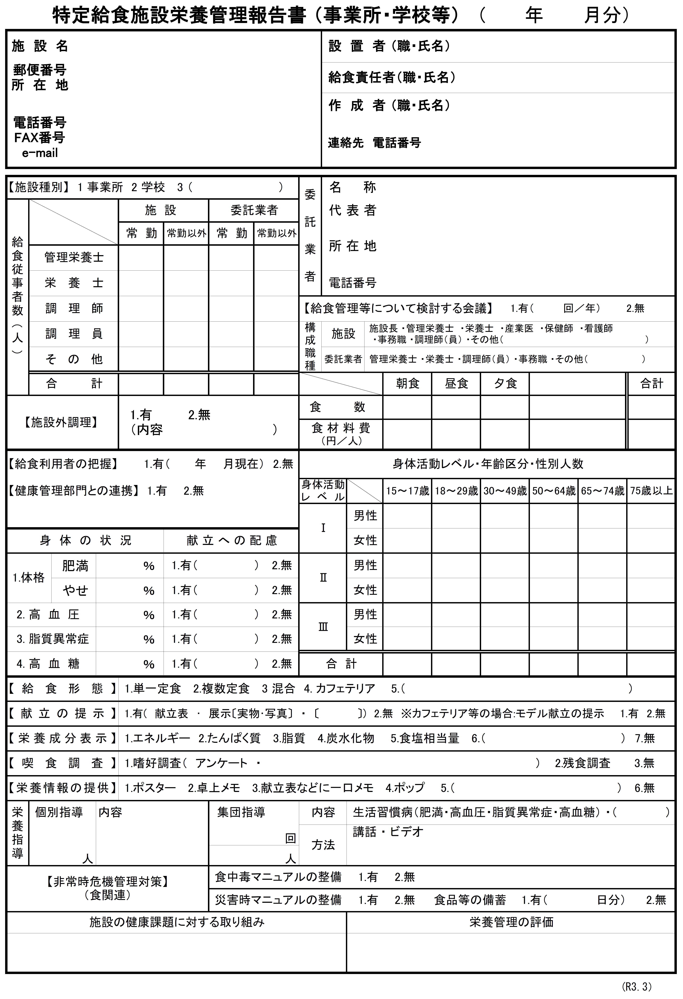 特定給食施設栄養管理報告書（事業所・学校等）　（　　　年　　　月分）
施　設　名
郵便番号
所　在　地
電話番号
FAX番号
e-mail
設　置　者（職・氏名）
給食責任者（職・氏名）
作　成　者（職・氏名）
連絡先　電話番号
【施設種別】　1 事業所　2 学校　3（　　　　　　　）
給食従事者数（人）
施　設
委託業者
常　勤
常勤以外
常　勤
常勤以外
管理栄養士
栄　養　士
調　理　師
調　理　員
そ　の　他
合　　　計
【施設外調理】
1.有　　　2.無
（内容　　　　　　　　　）
委託業者
名　　称
代 表 者
所 在 地
電話番号
【給食管理等について検討する会議】　1.有（　　　回／年）　　2.無
構成職種
施設
施設長 ・管理栄養士 ・栄養士 ・産業医 ・保健師 ・看護師
・事務職 ・調理師（員） ・その他（　　　　　　　　　　　　　　　）
委託業者
管理栄養士 ・栄養士 ・調理師（員） ・事務職 ・その他（　　　　　　）
朝食
昼食
夕食
合計
食　　　数
食 材 料 費
（円／人）
【給食利用者の把握】　　1.有（　　年　　月現在）　2.無
【健康管理部門との連携】　1.有　　2.無
身　体　の　状　況
献 立 へ の 配 慮
1.体格
肥満
%
1.有（　　　　　）　2.無
やせ
%
1.有（　　　　　）　2.無
2. 高　血　圧
%
1.有（　　　　　）　2.無
3. 脂質異常症
%
1.有（　　　　　）　2.無
4. 高　血　糖
%
1.有（　　　　　）　2.無
身体活動レベル・年齢区分・性別人数
身体活動
レ　ベ　ル
15～17歳
18～29歳
30～49歳
50～64歳
65～74歳
75歳以上
Ⅰ
男性
女性
Ⅱ
男性
女性
Ⅲ
男性
女性
合　計
【　給　食　形　態　】　1.単一定食　2.複数定食　3 混合　4. カフェテリア　5.（　　　　　　　　　　　　　　　　　　）
【 献 立 の 提 示 】　1.有（　献立表　・　展示〔実物・写真〕　・　〔　　　　〕）　2.無　※カフェテリア等の場合:モデル献立の提示　1.有　2.無
【 栄 養 成 分 表 示 】　1.エネルギー　2.たんぱく質　3.脂質　4.炭水化物　5.食塩相当量　6.（　　　　　　　　　　　）　7.無
【　喫　食　調　査　】　1.嗜好調査（　アンケート　・　　　　　　　　　　　　　　　　　　　　　　）　2.残食調査　　3.無
【栄養情報の提供】　1.ポスター　2.卓上メモ　3.献立表などに一口メモ　4.ポップ　5.（　　　　　　　　　　　　　）　6.無
栄養指導
個別指導
人
内容
集団指導
回
人
内容
生活習慣病（肥満・高血圧・脂質異常症・高血糖）・（　　　　）
方法
講話 ・ ビデオ
【非常時危機管理対策】
（食関連）
食中毒マニュアルの整備　1.有　2.無
災害時マニュアルの整備　1.有　2.無　　食品等の備蓄　1.有（　　　　日分）　2.無
施設の健康課題に対する取り組み
栄養管理の評価
（R3．3）